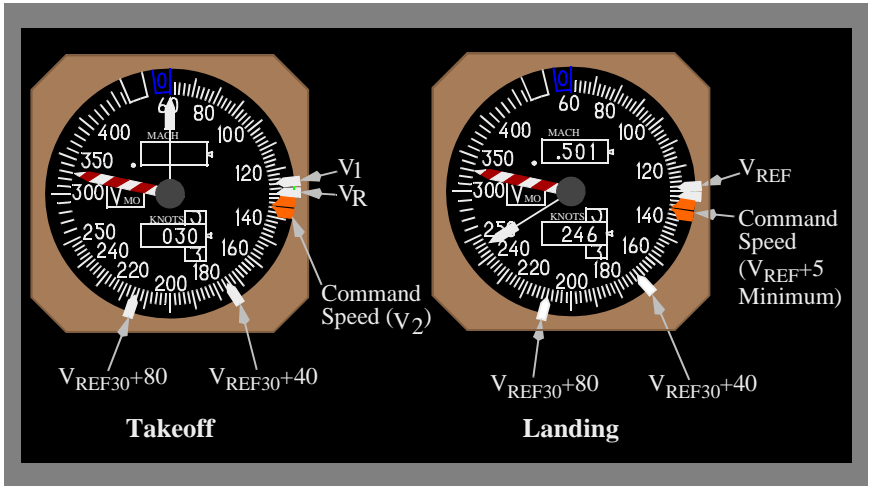 0
60
80
100
120
140
160
180
200
220
240
250
300
350
400
MACH
.
VMO
KNOTS
030
3
V1
VR
Command
Speed (V2)
VREF30+80
VREF30+40
Takeoff
0
60
80
100
120
140
160
180
200
220
240
250
300
350
400
MACH
.501
VMO
KNOTS
246
3
VREF
Command
Speed
(VREF+5
Minimum)
VREF30+80
VREF30+40
Landing